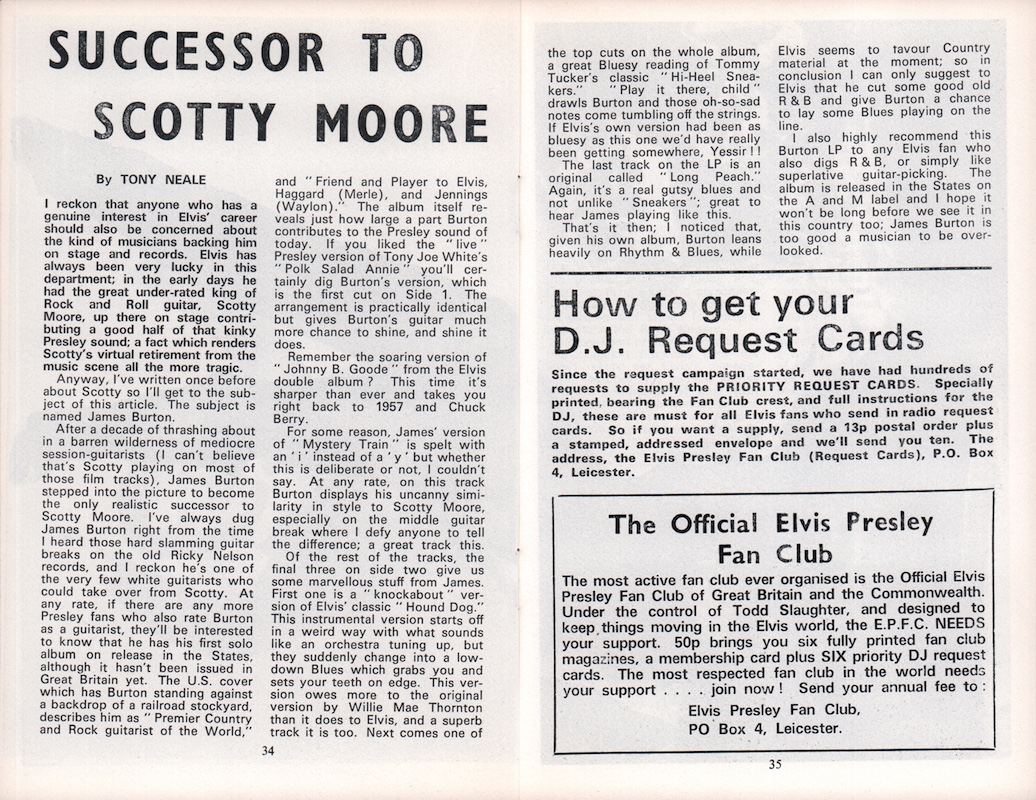 SUCCESSOR TO
SCOTTY MOORE
By TONY NEALE
I reckon that anyone who has a
genuine interest in Elvis' career
should also be concerned about
the kind of musicians backing him
on stage and records. Elvis has
always been very lucky in this
department; in the early days he
had the great under-rated king of
Rock and Roll guitar, Scotty
Moore, up there on stage contri-
buting a good half of that kinky
Presley sound; a fact which renders
Scotty's virtual retirement from the
music scene all the more tragic.
Anyway, I've written once before
about Scotty so I'll get to the sub-
ject of this article. The subject is
named James Burton.
After a decade of thrashing about
in a barren wilderness of mediocre
session-guitarists (I can't believe
that's Scotty playing on most of
those film tracks), James Burton
stepped into the picture to become
the only realistic successor to
Scotty Moore. I've always dug
James Burton right from the time
I heard those hard slamming guitar
breaks on the old Ricky Nelson
records, and I reckon he's one of
the very few white guitarists who
could take over from Scotty. At
any rate, if there are any more
Presley fans who also rate Burton
as a guitarist, they'll be interested
to know that he has his first solo
album on release in the States,
although it hasn't been issued in
Great Britain yet. The U.S. cover
which has Burton standing against
a backdrop of a railroad stockyard,
describes him as "Premier Country
and Rock guitarist of the World,"
34
and "Friend and Player to Elvis,
Haggard (Merle), and Jennings
(Waylon)." The album itself re-
veals just how large a part Burton
contributes to the Presley sound of
today. If you liked the "live"
Presley version of Tony Joe White's
"Polk Salad Annie" you'll cer-
tainly dig Burton's version, which
is the first cut on Side 1. The
arrangement is practically identical
but gives Burton's guitar much
more chance to shine, and shine it
does.
Remember the soaring version of
"Johnny B. Goode" from the Elvis
double album? This time it's
sharper than ever and takes you
right back to 1957 and Chuck
Berry.
For some reason, James' version
of "Mystery Train" is spelt with
an 'i' instead of a 'y' but whether
this is deliberate or not, I couldn't
say. At any rate, on this track
Burton displays his uncanny simi-
larity in style to Scotty Moore,
especially on the middle guitar
break where I defy anyone to tell
the difference; a great track this.
Of the rest of the tracks, the
final three on side two give us
some marvellous stuff from James.
First one is a "knockabout" ver-
sion of Elvis' classic "Hound Dog."
This instrumental version starts off
in a weird way with what sounds
like an orchestra tuning up, but
they suddenly change into a low-
down Blues which grabs you and
sets your teeth on edge. This ver-
sion owes more to the original
version by Willie Mae Thornton
than it does to Elvis, and a superb
track it is too. Next comes one of
the top cuts on the whole album,
a great Bluesy reading of Tommy
Tucker's classic "Hi-Heel Snea-
kers." "Play it there, child"
drawls Burton and those oh-so-sad
notes come tumbling off the strings.
If Elvis's own version had been as
bluesy as this one we'd have really
been getting somewhere, Yessir!!
The last track on the LP is an
original called "Long Peach."
Again, it's a real gutsy blues and
not unlike "Sneakers"; great to
hear James playing like this.
That's it then; I noticed that,
given his own album, Burton leans
heavily on Rhythm & Blues, while
Elvis seems to favour Country
material at the moment; so in
conclusion I can only suggest to
Elvis that he cut some good old
R & B and give Burton a chance
to lay some Blues playing on the
line.
I also highly recommend this
Burton LP to any Elvis fan who
also digs R & B, or simply like
superlative guitar-picking. The
album is released in the States on
the A and M label and I hope it
won't be long before we see it in
this country too; James Burton is
too good a musician to be over-
looked.
How to get your
D.J. Request Cards
Since the request campaign started, we have had hundreds of
requests to supply the PRIORITY REQUEST CARDS. Specially
printed, bearing the Fan Club crest, and full instructions for the
DJ, these are must for all Elvis fans who send in radio request
cards. So if you want a supply, send a 13p postal order plus
a stamped, addressed envelope and we'll send you ten. The
address, the Elvis Presley Fan Club (Request Cards), P.O. Box
4, Leicester.
The Official Elvis Presley
Fan Club
The most active fan club ever organised is the Official Elvis
Presley Fan Club of Great Britain and the Commonwealth.
Under the control of Todd Slaughter, and designed to
keep things moving in the Elvis world, the E.P.F.C. NEEDS
your support. 50p brings you six fully printed fan club
magazines, a membership card plus SIX priority DJ request
cards. The most respected fan club in the world needs
your support .... join now! Send your annual fee to:
Elvis Presley Fan Club,
PO Box 4, Leicester.
35